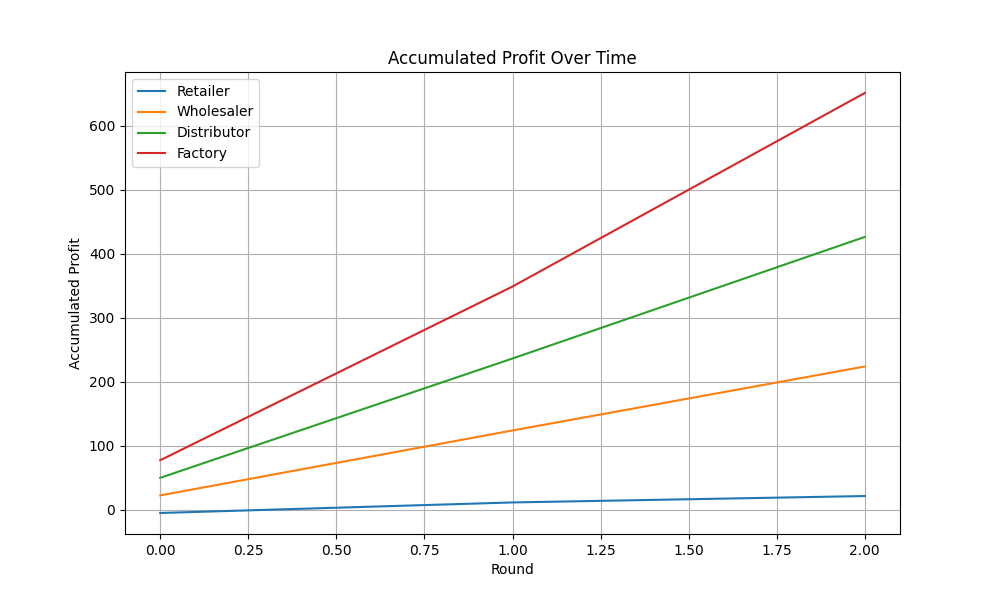 Accumulated Profit Over Time
Retailer
Wholesaler
Distributor
Factory
Accumulated Profit
600
500
400
300
200
100
0
0.00 0.25 0.50 0.75 1.00 1.25 1.50 1.75 2.00
Round